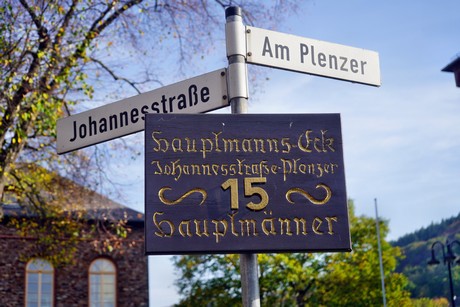 Am Plenzer
Johannesstraße
Hauptmanns-Eck
Johannesstraße-Plenzer
15
Hauptmänner